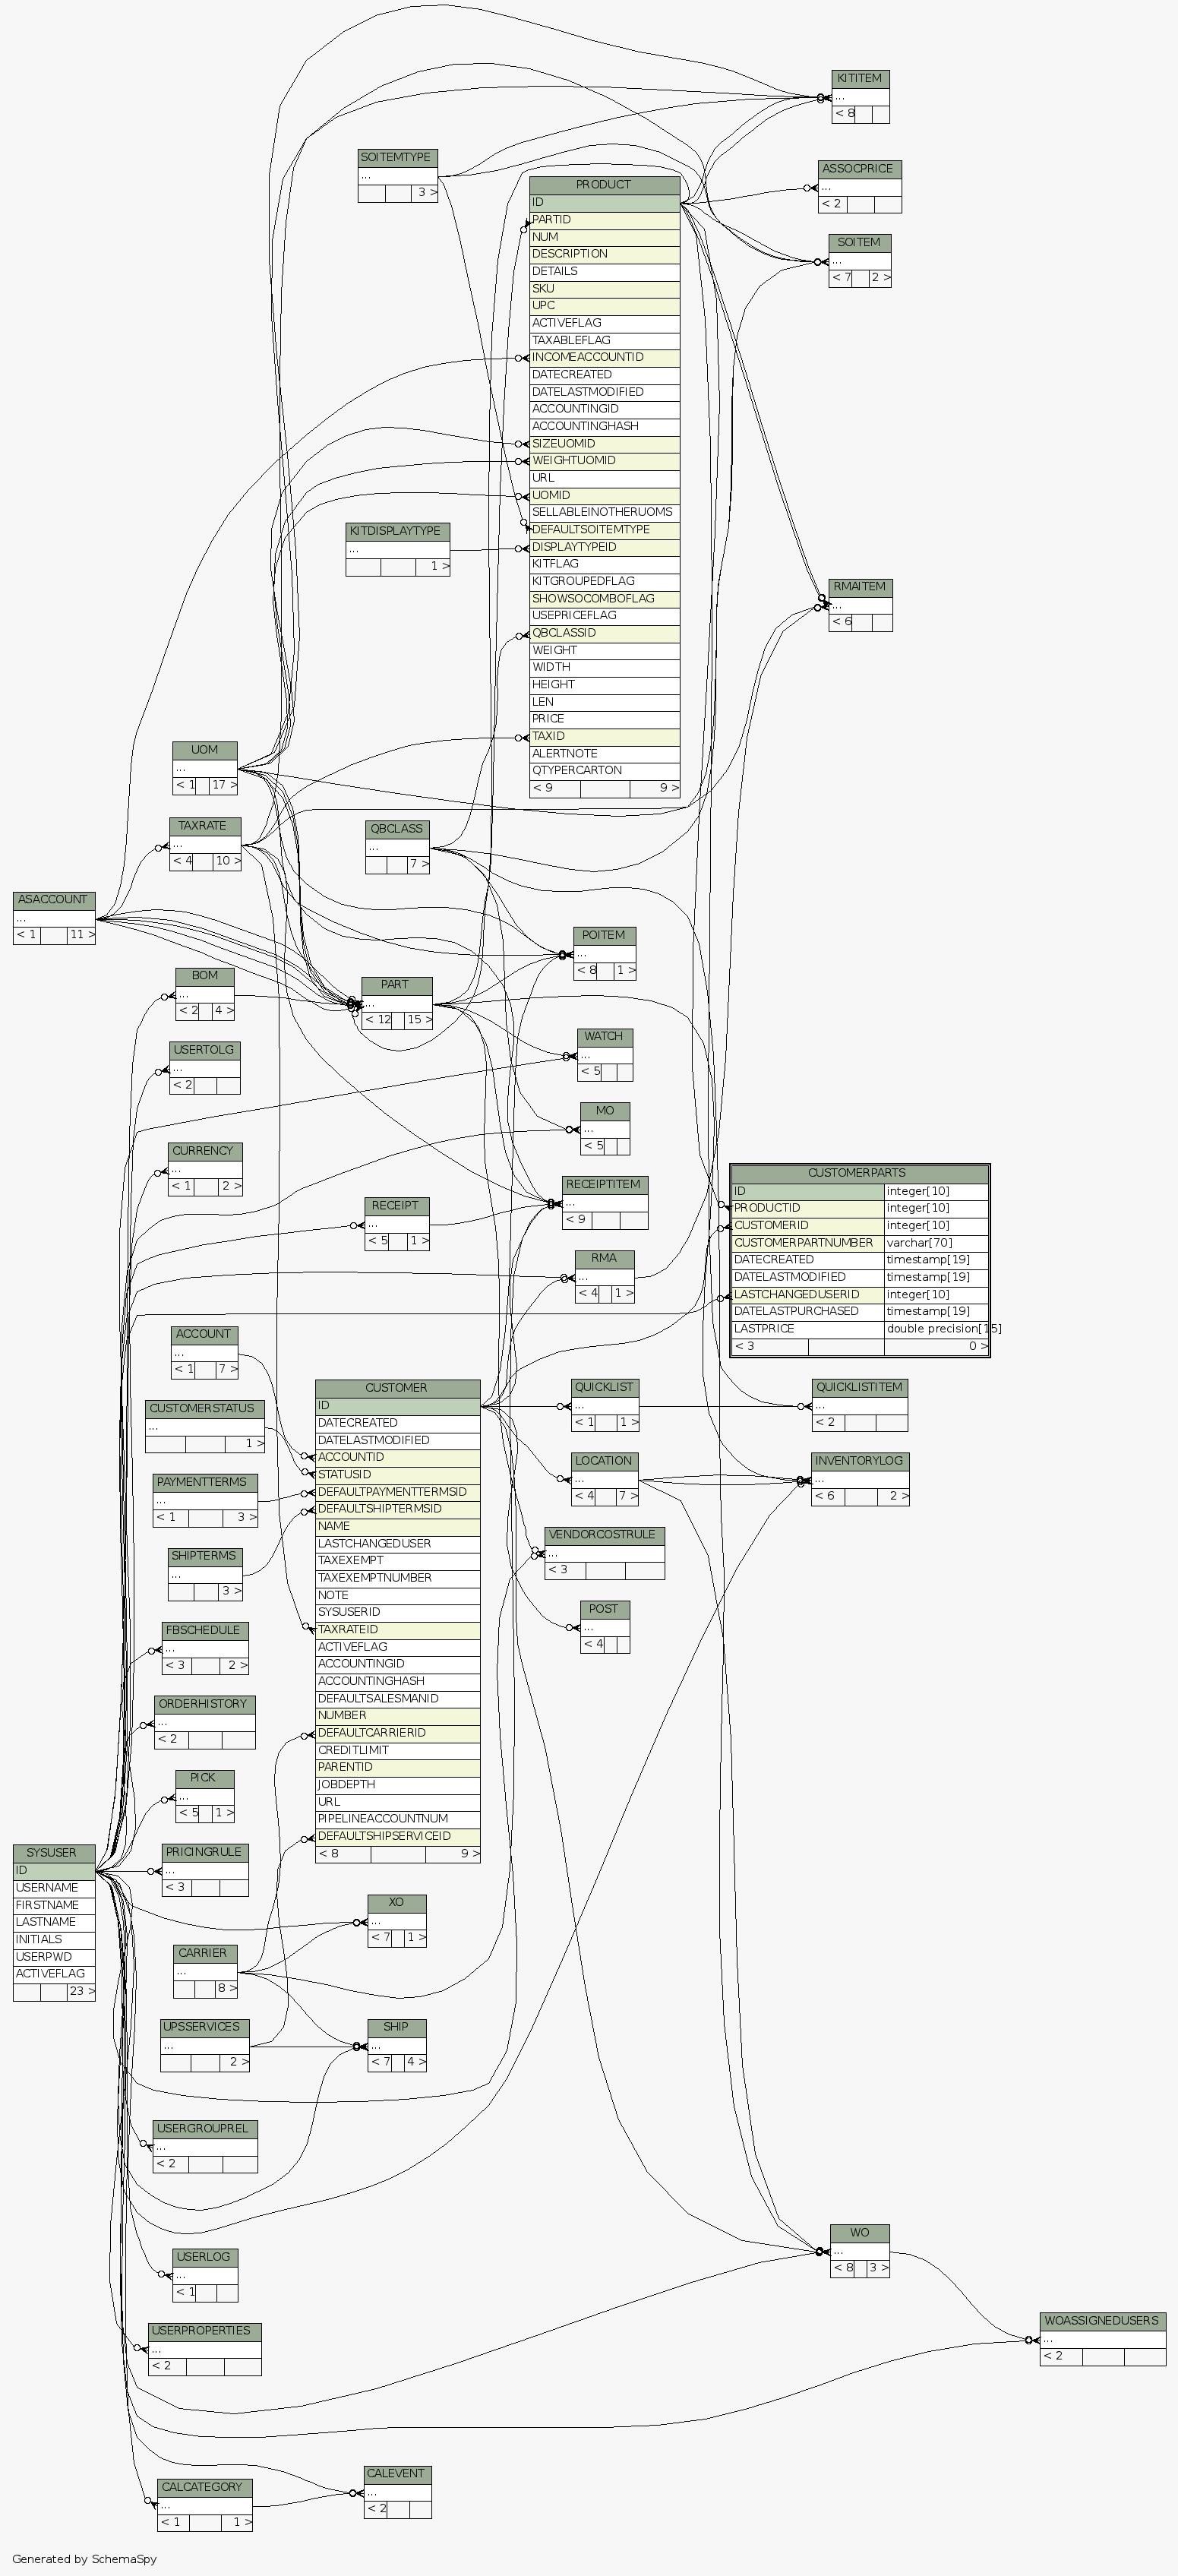 KITITEM
...
< 8
SOITEMTYPE
...
3 >
ASSOCPRICE
...
< 2
SOITEM
...
< 7 2 >
PRODUCT
ID
PARTID
NUM
DESCRIPTION
DETAILS
SKU
UPC
ACTIVEFLAG
TAXABLEFLAG
INCOMEACCOUNTID
DATECREATED
DATELASTMODIFIED
ACCOUNTINGID
ACCOUNTINGHASH
SIZEUOMID
WEIGHTUOMID
URL
UOMID
SELLABLEINOTHERUOMS
DEFAULTSOITEMTYPE
DISPLAYTYPEID
KITFLAG
KITGROUPEDFLAG
SHOWSOCOMBOFLAG
USEPRICEFLAG
QBCLASSID
WEIGHT
WIDTH
HEIGHT
LEN
PRICE
TAXID
ALERTNOTE
QTYPERCARTON
< 9 9 >
KITDISPLAYTYPE
...
1 >
RMAITEM
...
< 6
UOM
...
< 1 17 >
TAXRATE
...
< 4 10 >
QBCLASS
...
7 >
ASACCOUNT
...
< 1 11 >
POITEM
...
< 8 1 >
BOM
...
< 2 4 >
PART
...
< 12 15 >
WATCH
...
< 5
USERTOLG
...
< 2
MO
...
< 5
CURRENCY
...
< 1 2 >
RECEIPTITEM
...
< 9
RECEIPT
...
< 5 1 >
CUSTOMERPARTS
ID integer[10]
PRODUCTID integer[10]
CUSTOMERID integer[10]
CUSTOMERPARTNUMBER varchar[70]
DATECREATED timestamp[19]
DATELASTMODIFIED timestamp[19]
LASTCHANGEDUSERID integer[10]
DATELASTPURCHASED timestamp[19]
LASTPRICE double precision[15]
< 3 0 >
RMA
...
< 4 1 >
ACCOUNT
...
< 1 7 >
CUSTOMERSTATUS
...
1 >
PAYMENTTERMS
...
< 1 3 >
SHIPTERMS
...
3 >
CUSTOMER
ID
DATECREATED
DATELASTMODIFIED
ACCOUNTID
STATUSID
DEFAULTPAYMENTTERMSID
DEFAULTSHIPTERMSID
NAME
LASTCHANGEDUSER
TAXEXEMPT
TAXEXEMPTNUMBER
NOTE
SYSUSERID
TAXRATEID
ACTIVEFLAG
ACCOUNTINGID
ACCOUNTINGHASH
DEFAULTSALESMANID
NUMBER
DEFAULTCARRIERID
CREDITLIMIT
PARENTID
JOBDEPTH
URL
PIPELINEACCOUNTNUM
DEFAULTSHIPSERVICEID
< 8 9 >
QUICKLIST
...
< 1 1 >
QUICKLISTITEM
...
< 2
LOCATION
...
< 4 7 >
INVENTORYLOG
...
< 6 2 >
VENDORCOSTRULE
...
< 3
POST
...
< 4
FBSCHEDULE
...
< 3 2 >
ORDERHISTORY
...
< 2
PICK
...
< 5 1 >
PRICINGRULE
...
< 3
SYSUSER
ID
USERNAME
FIRSTNAME
LASTNAME
INITIALS
USERPWD
ACTIVEFLAG
23 >
XO
...
< 7 1 >
CARRIER
...
8 >
UPSSERVICES
...
2 >
SHIP
...
< 7 4 >
USERGROUPREL
...
< 2
WO
...
< 8 3 >
USERLOG
...
< 1
WOASSIGNEDUSERS
...
< 2
USERPROPERTIES
...
< 2
CALEVENT
...
< 2
CALCATEGORY
...
< 1 1 >
Generated by SchemaSpy